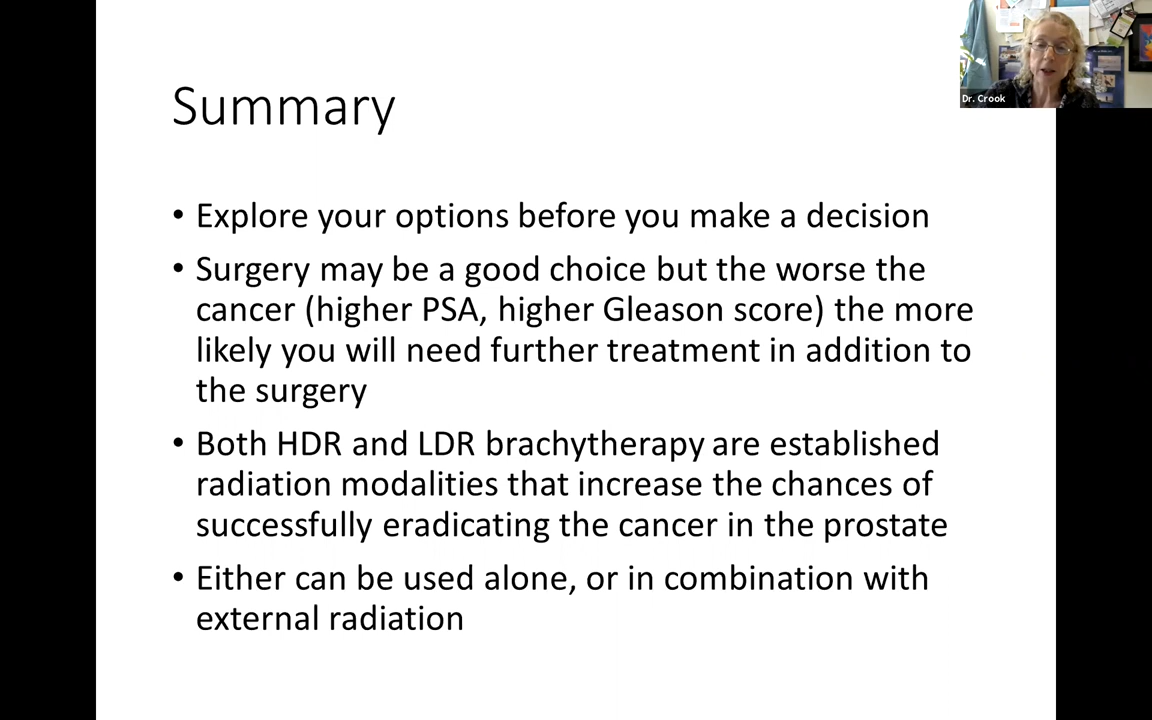 Summary
• Explore your options before you make a decision
• Surgery may be a good choice but the worse the
cancer (higher PSA, higher Gleason score) the more
likely you will need further treatment in addition to
the surgery
• Both HDR and LDR brachytherapy are established
radiation modalities that increase the chances of
successfully eradicating the cancer in the prostate
• Either can be used alone, or in combination with
external radiation
Dr. Crook